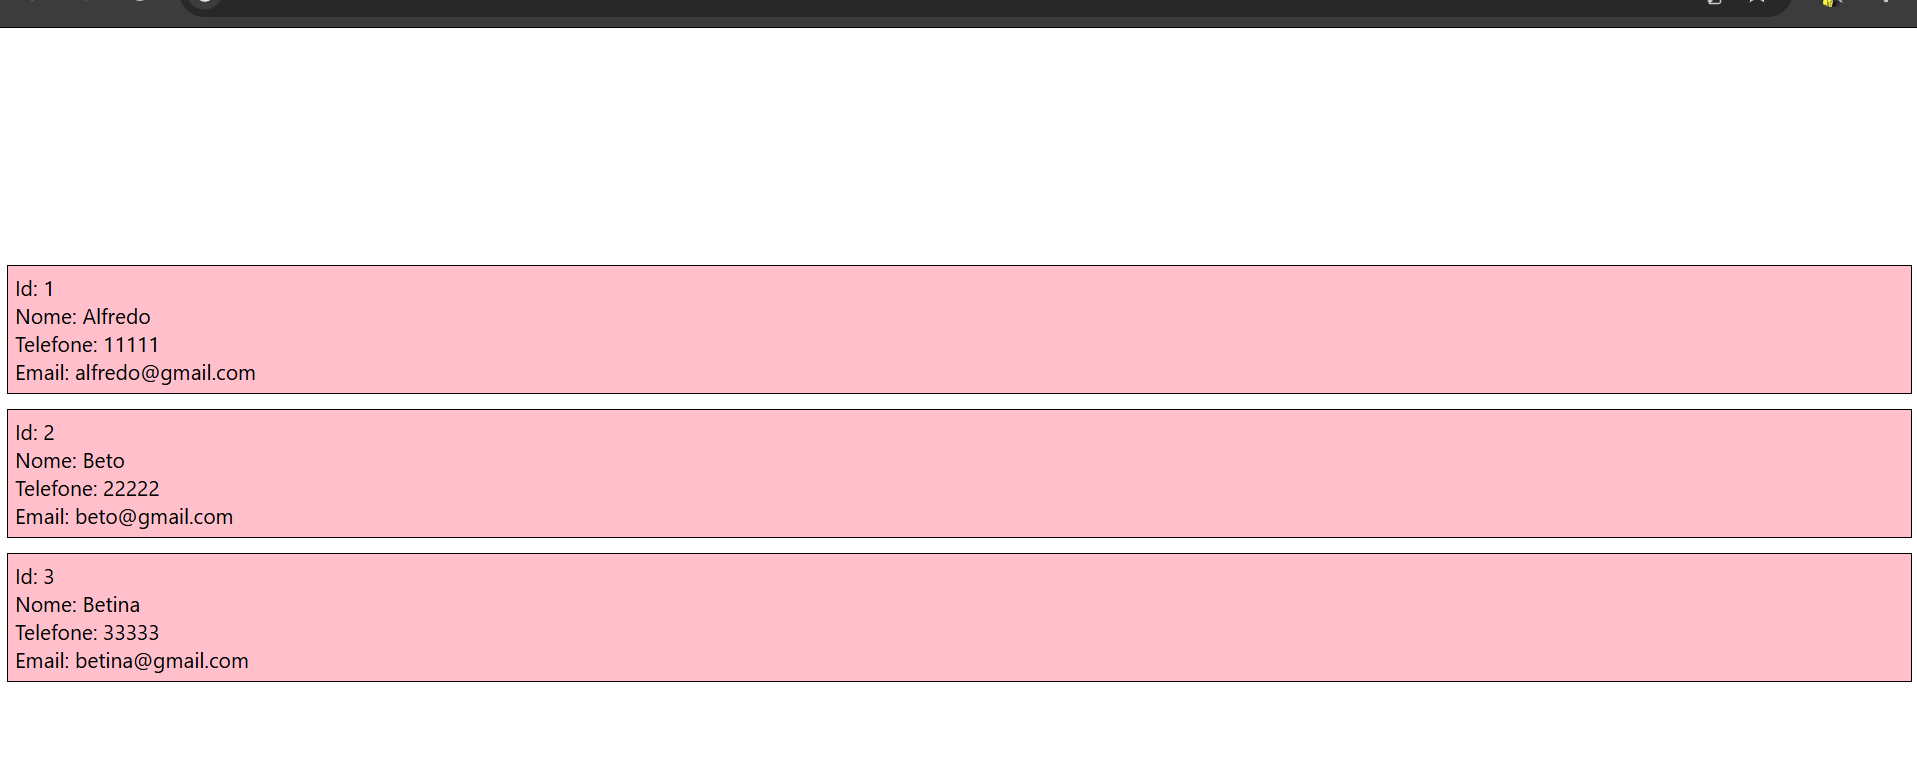 Id: 1
Nome: Alfredo
Telefone: 11111
Email: alfredo@gmail.com
Id: 2
Nome: Beto
Telefone: 22222
Email: beto@gmail.com
Id: 3
Nome: Betina
Telefone: 33333
Email: betina@gmail.com